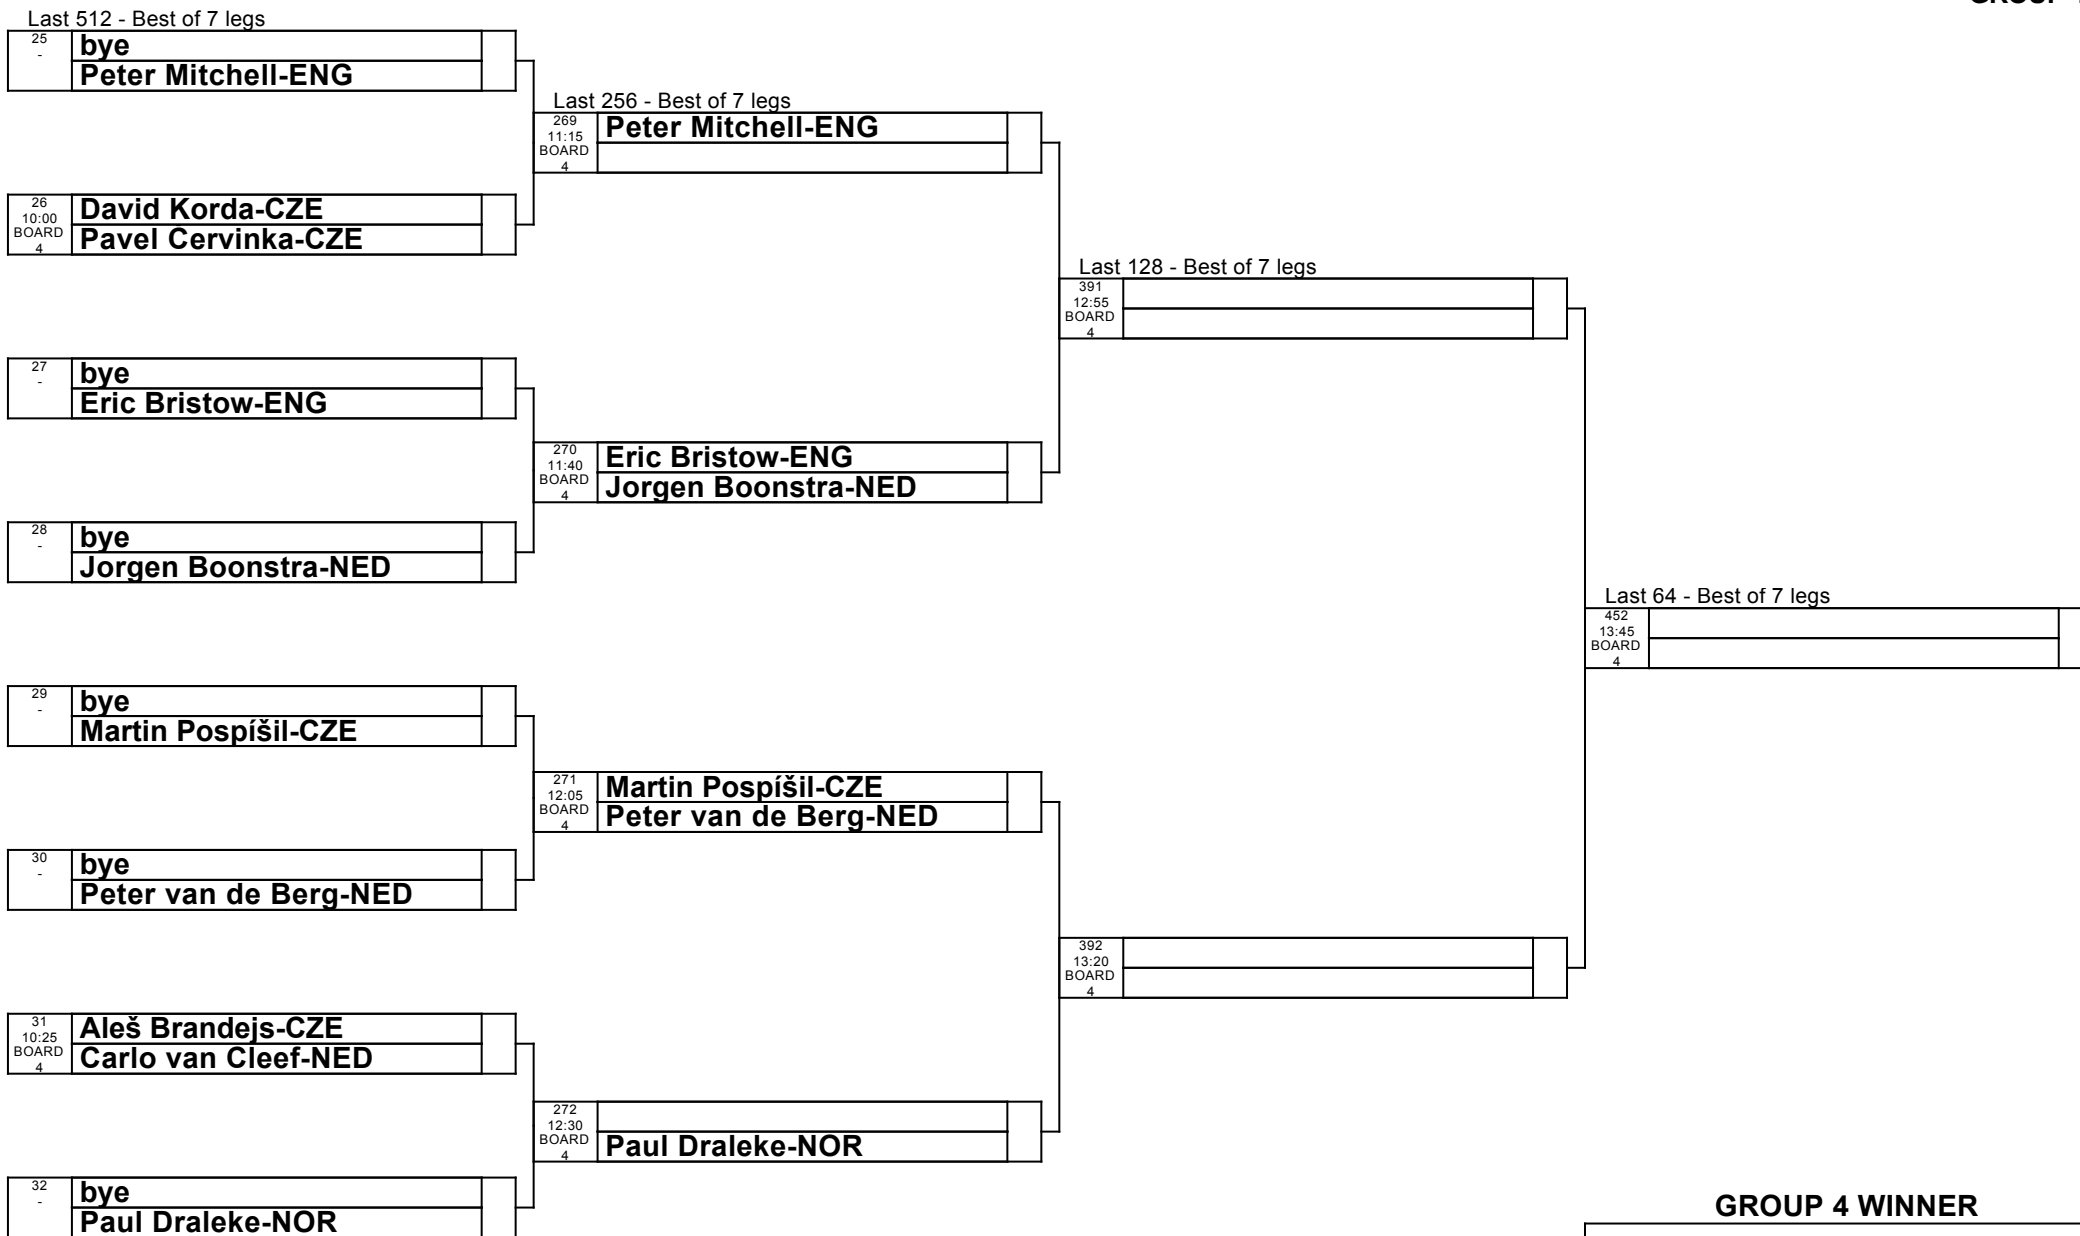 GROUP 4
Last 512 - Best of 7 legs
25
-
bye
Peter Mitchell-ENG
Last 256 - Best of 7 legs
269
11:15
BOARD
4
Peter Mitchell-ENG
26
10:00
BOARD
4
David Korda-CZE
Pavel Červinka-CZE
Last 128 - Best of 7 legs
391
12:55
BOARD
4
27
-
bye
Eric Bristow-ENG
270
11:40
BOARD
4
Eric Bristow-ENG
Jorgen Boonstra-NED
28
-
bye
Jorgen Boonstra-NED
Last 64 - Best of 7 legs
452
13:45
BOARD
4
29
-
bye
Martin Pospíšil-CZE
271
12:05
BOARD
4
Martin Pospíšil-CZE
Peter van de Berg-NED
30
-
bye
Peter van de Berg-NED
392
13:20
BOARD
4
31
10:25
BOARD
4
Aleš Brandejs-CZE
Carlo van Cleef-NED
272
12:30
BOARD
4
Paul Draleke-NOR
32
-
bye
Paul Draleke-NOR
GROUP 4 WINNER